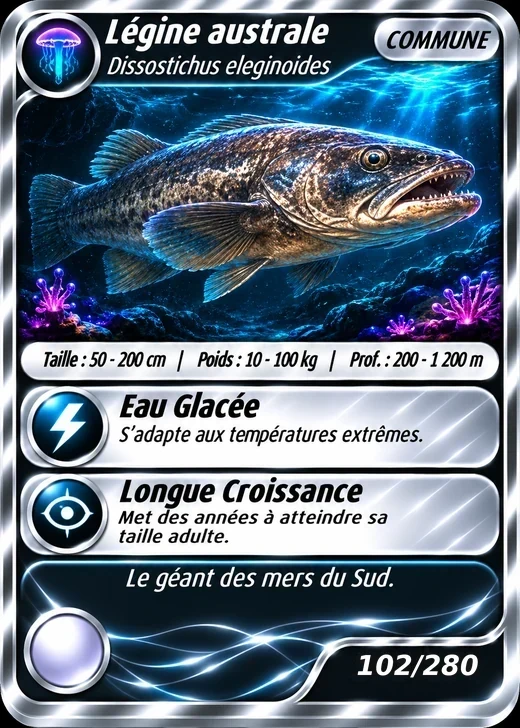 Légine australe
COMMUNE
Dissostichus eleginoides
Taille : 50 - 200 cm | Poids : 10 - 100 kg | Prof. : 200 - 1 200 m
Eau Glacée
S'adapte aux températures extrêmes.
Longue Croissance
Met des années à atteindre sa
taille adulte.
Le géant des mers du Sud.
102/280